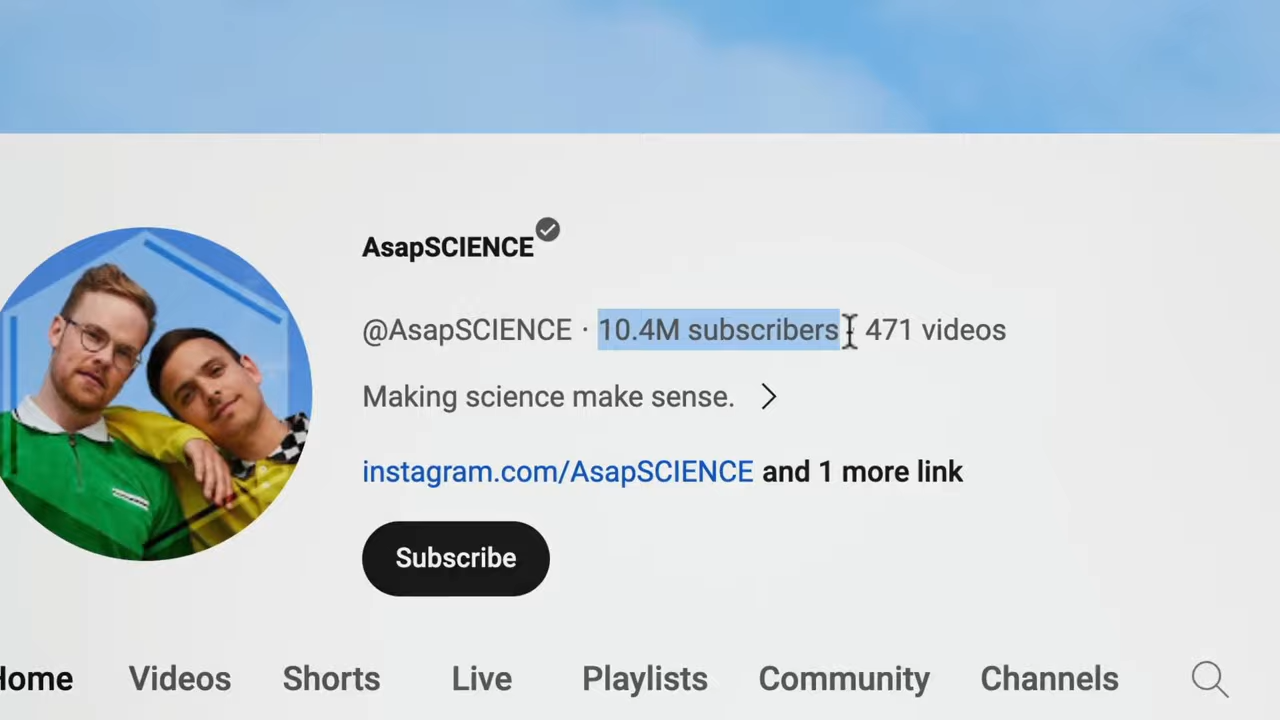 AsapSCIENCE
@AsapSCIENCE · 10.4M subscribers · 471 videos
Making science make sense.
instagram.com/AsapSCIENCE and 1 more link
Subscribe
Home Videos Shorts Live Playlists Community Channels